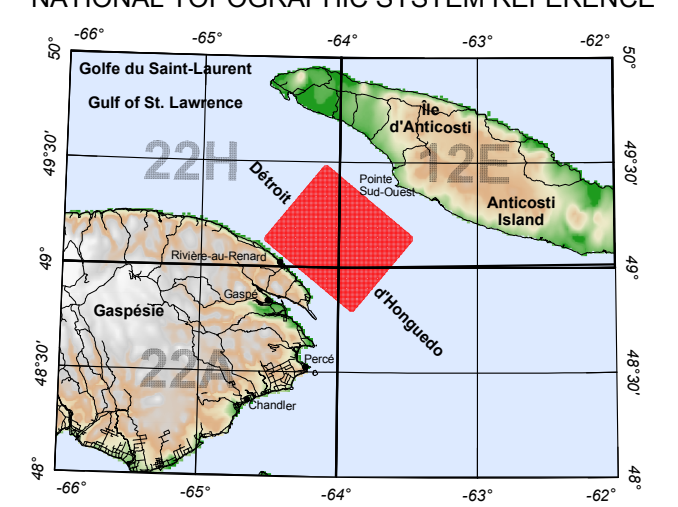 NATIONAL TOPOGRAPHIC SYSTEM REFERENCE
-66°
-65°
-64°
-63°
-62°
50°
50°
Golfe du Saint-Laurent
Gulf of St. Lawrence
Île
d'Anticosti
49°30'
22H
12E
49°30'
Détroit
Pointe
Sud-Ouest
Anticosti
Island
Rivière-au-Renard
49°
49°
Gaspé
d'Honguedo
Gaspésie
48°30'
22A
Percé
48°30'
Chandler
48°
48°
-66°
-65°
-64°
-63°
-62°